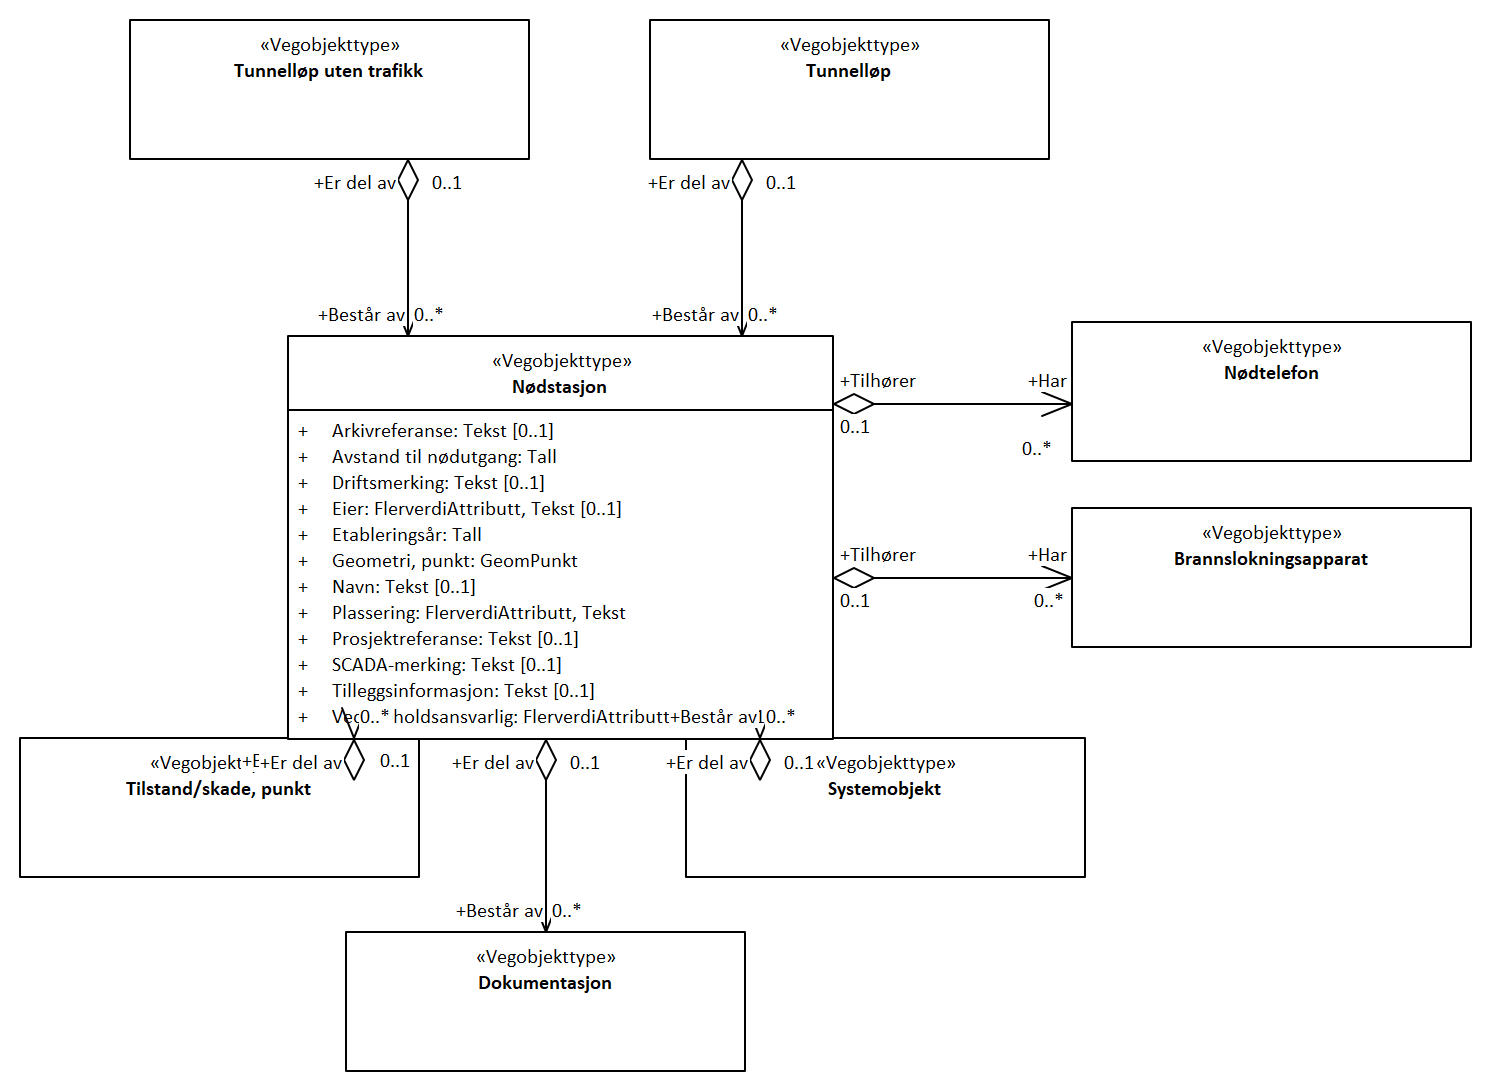 «Vegobjekttype»
Tunnelløp uten trafikk
«Vegobjekttype»
Tunnelløp
+Er del av
0..1
+Er del av
0..1
+Består av
0..*
+Består av
0..*
«Vegobjekttype»
Nødstasjon
+ Arkivreferanse: Tekst [0..1]
+ Avstand til nødutgang: Tall
+ Driftsmerking: Tekst [0..1]
+ Eier: FlerverdiAttributt, Tekst [0..1]
+ Etableringsår: Tall
+ Geometri, punkt: GeomPunkt
+ Navn: Tekst [0..1]
+ Plassering: FlerverdiAttributt, Tekst
+ Prosjektreferanse: Tekst [0..1]
+ SCADA-merking: Tekst [0..1]
+ Tilleggsinformasjon: Tekst [0..1]
+ holdsansvarlig: FlerverdiAttributt
0..*
+Består av
0..*
+Tilhører
+Har
0..1
0..*
«Vegobjekttype»
Nødtelefon
+Tilhører
+Har
0..1
0..*
«Vegobjekttype»
Brannslokningsapparat
+Er del av
0..1
Tilstand/skade, punkt
+Er del av
0..1
+Er del av
0..1
«Vegobjekttype»
Systemobjekt
+Består av
0..*
«Vegobjekttype»
Dokumentasjon